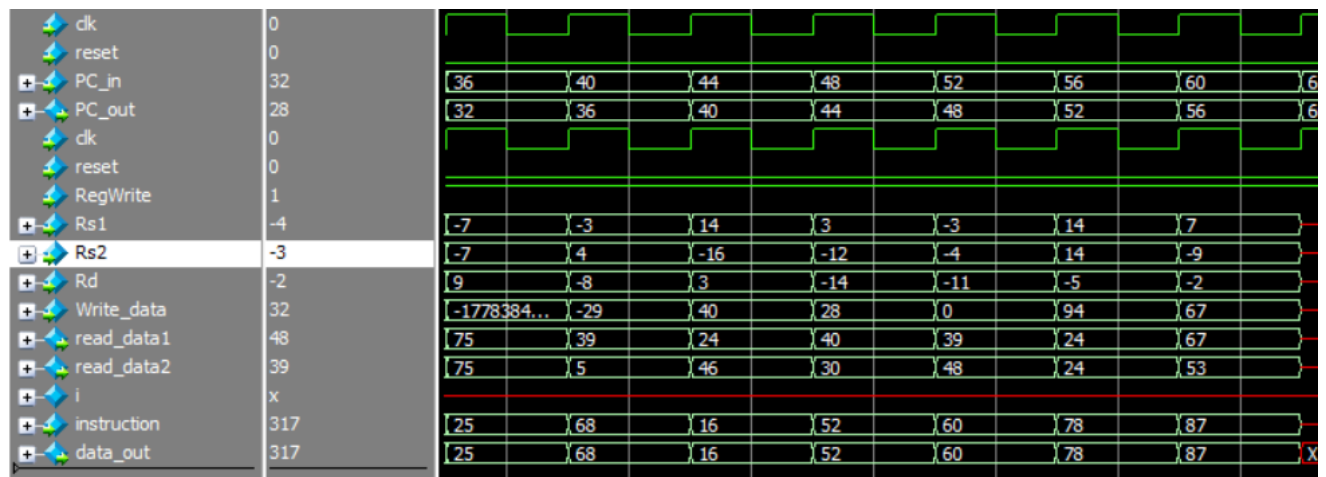 clk 0
reset 0
PC_in 32 36 40 44 48 52 56 60 6
PC_out 28 32 36 40 44 48 52 56 6
clk 0
reset 0
RegWrite 1
Rs1 -4 -7 -3 14 3 -3 14 7
Rs2 -3 -7 4 -16 -12 -4 14 -9
Rd -2 9 -8 3 -14 -11 -5 -2
Write_data 32 -1778384... -29 40 28 0 94 67
read_data1 48 75 39 24 40 39 24 67
read_data2 39 75 5 46 30 48 24 53
i x
instruction 317 25 68 16 52 60 78 87
data_out 317 25 68 16 52 60 78 87 X